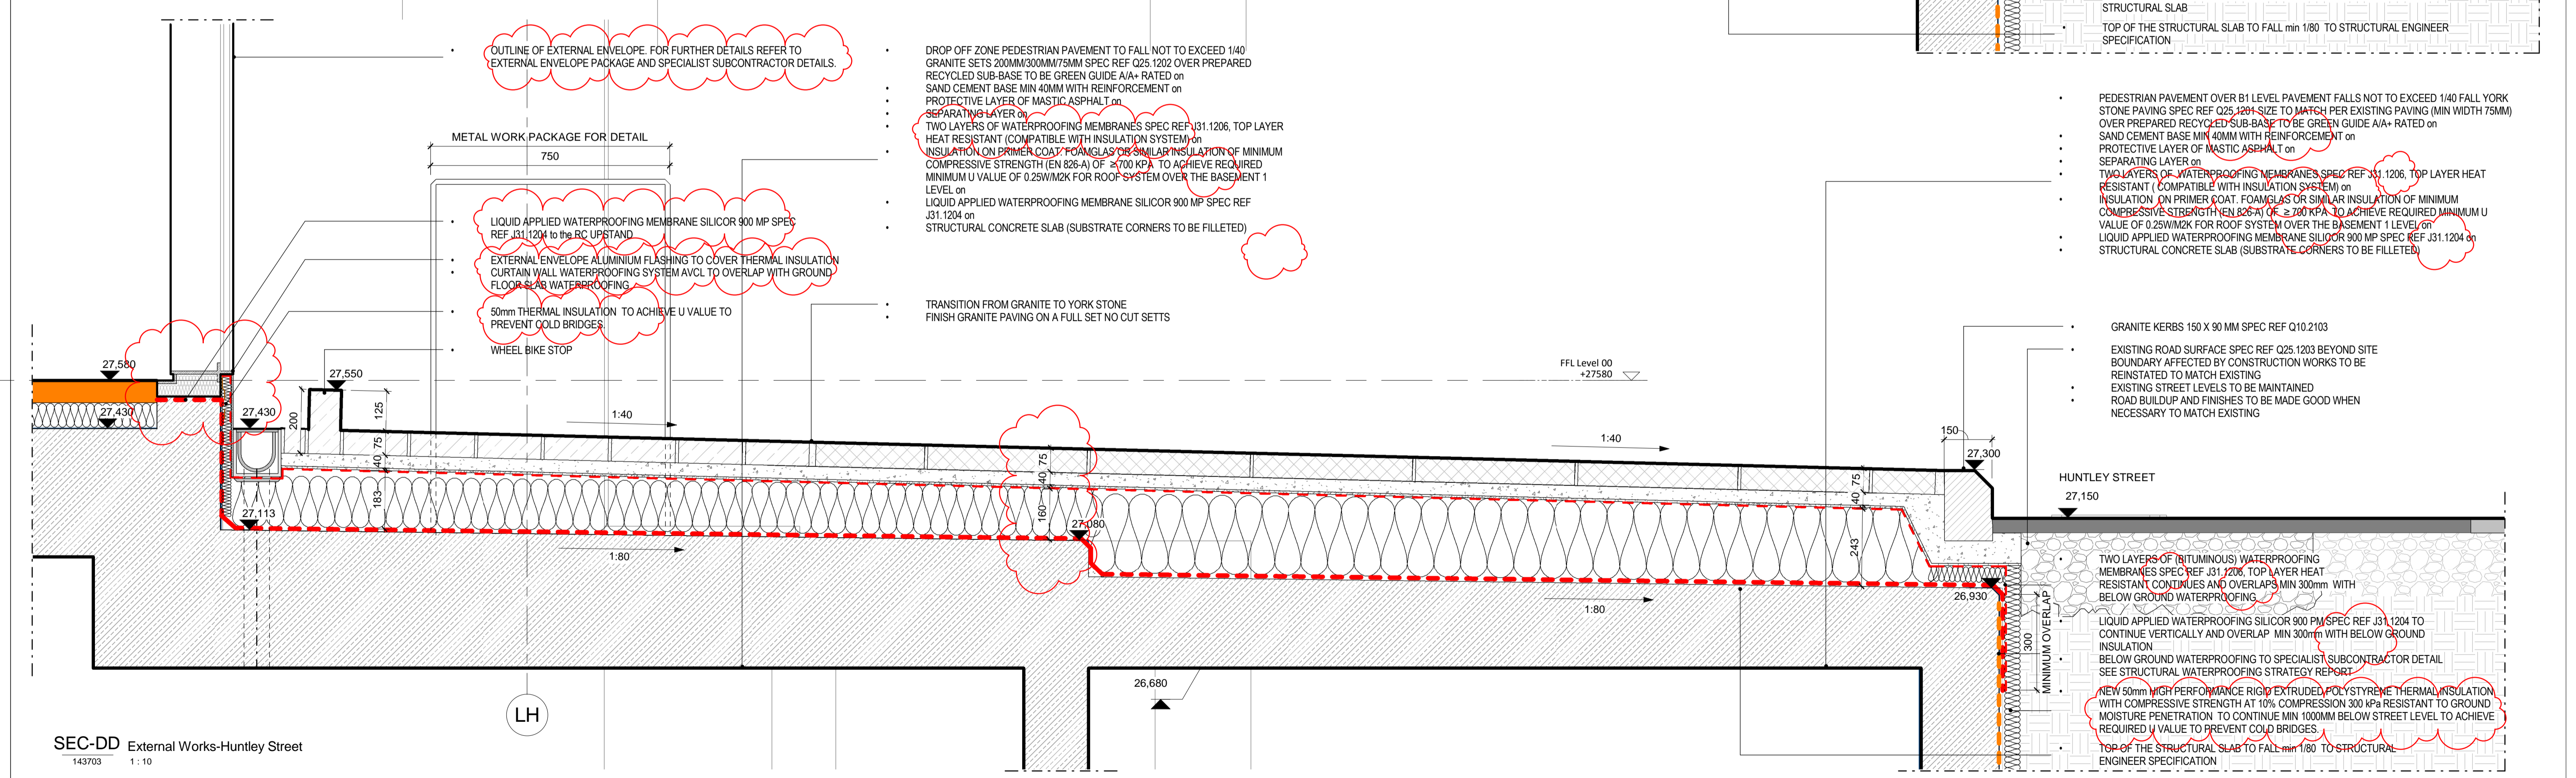 STRUCTURAL SLAB
• TOP OF THE STRUCTURAL SLAB TO FALL min 1/80 TO STRUCTURAL ENGINEER
SPECIFICATION
• OUTLINE OF EXTERNAL ENVELOPE. FOR FURTHER DETAILS REFER TO
EXTERNAL ENVELOPE PACKAGE AND SPECIALIST SUBCONTRACTOR DETAILS.
METAL WORK PACKAGE FOR DETAIL
750
• LIQUID APPLIED WATERPROOFING MEMBRANE SILICOR 900 MP SPEC
REF J31.1204 to the RC UPSTAND
• EXTERNAL ENVELOPE ALUMINIUM FLASHING TO COVER THERMAL INSULATION
• CURTAIN WALL WATERPROOFING SYSTEM AVCL TO OVERLAP WITH GROUND
FLOOR SLAB WATERPROOFING
• 50mm THERMAL INSULATION TO ACHIEVE U VALUE TO
PREVENT COLD BRIDGES.
• WHEEL BIKE STOP
• DROP OFF ZONE PEDESTRIAN PAVEMENT TO FALL NOT TO EXCEED 1/40
GRANITE SETS 200MM/300MM/75MM SPEC REF Q25.1202 OVER PREPARED
RECYCLED SUB-BASE TO BE GREEN GUIDE A/A+ RATED on
• SAND CEMENT BASE MIN 40MM WITH REINFORCEMENT on
• PROTECTIVE LAYER OF MASTIC ASPHALT on
• SEPARATING LAYER on
• TWO LAYERS OF WATERPROOFING MEMBRANES SPEC REF J31.1206, TOP LAYER
HEAT RESISTANT (COMPATIBLE WITH INSULATION SYSTEM) on
• INSULATION ON PRIMER COAT. FOAMGLAS OR SIMILAR INSULATION OF MINIMUM
COMPRESSIVE STRENGTH (EN 826-A) OF ≥700 KPA TO ACHIEVE REQUIRED
MINIMUM U VALUE OF 0.25W/M2K FOR ROOF SYSTEM OVER THE BASEMENT 1
LEVEL on
• LIQUID APPLIED WATERPROOFING MEMBRANE SILICOR 900 MP SPEC REF
J31.1204 on
• STRUCTURAL CONCRETE SLAB (SUBSTRATE CORNERS TO BE FILLETED)
• TRANSITION FROM GRANITE TO YORK STONE
• FINISH GRANITE PAVING ON A FULL SET NO CUT SETTS
• PEDESTRIAN PAVEMENT OVER B1 LEVEL PAVEMENT FALLS NOT TO EXCEED 1/40 FALL YORK
STONE PAVING SPEC REF Q25.1201 SIZE TO MATCH PER EXISTING PAVING (MIN WIDTH 75MM)
OVER PREPARED RECYCLED SUB-BASE TO BE GREEN GUIDE A/A+ RATED on
• SAND CEMENT BASE MIN 40MM WITH REINFORCEMENT on
• PROTECTIVE LAYER OF MASTIC ASPHALT on
• SEPARATING LAYER on
• TWO LAYERS OF WATERPROOFING MEMBRANES SPEC REF J31.1206, TOP LAYER HEAT
RESISTANT ( COMPATIBLE WITH INSULATION SYSTEM) on
• INSULATION ON PRIMER COAT. FOAMGLAS OR SIMILAR INSULATION OF MINIMUM
COMPRESSIVE STRENGTH (EN 826-A) OF ≥ 700 KPA TO ACHIEVE REQUIRED MINIMUM U
VALUE OF 0.25W/M2K FOR ROOF SYSTEM OVER THE BASEMENT 1 LEVEL on
• LIQUID APPLIED WATERPROOFING MEMBRANE SILICOR 900 MP SPEC REF J31.1204 on
• STRUCTURAL CONCRETE SLAB (SUBSTRATE CORNERS TO BE FILLETED)
• GRANITE KERBS 150 X 90 MM SPEC REF Q10.2103
• EXISTING ROAD SURFACE SPEC REF Q25.1203 BEYOND SITE
BOUNDARY AFFECTED BY CONSTRUCTION WORKS TO BE
REINSTATED TO MATCH EXISTING
• EXISTING STREET LEVELS TO BE MAINTAINED
• ROAD BUILDUP AND FINISHES TO BE MADE GOOD WHEN
NECESSARY TO MATCH EXISTING
FFL Level 00
+27580
27,580
27,430
27,430
27,550
200
125
75
40
183
27,113
1:40
1:80
75
40
160
27,080
1:40
1:80
75
40
243
150
27,300
HUNTLEY STREET
27,150
26,930
300
MINIMUM OVERLAP
26,680
• TWO LAYERS OF (BITUMINOUS) WATERPROOFING
MEMBRANES SPEC REF J31.1206, TOP LAYER HEAT
RESISTANT CONTINUES AND OVERLAPS MIN 300mm WITH
BELOW GROUND WATERPROOFING
• LIQUID APPLIED WATERPROOFING SILICOR 900 PM SPEC REF J31.1204 TO
CONTINUE VERTICALLY AND OVERLAP MIN 300mm WITH BELOW GROUND
INSULATION
• BELOW GROUND WATERPROOFING TO SPECIALIST SUBCONTRACTOR DETAIL
SEE STRUCTURAL WATERPROOFING STRATEGY REPORT
• NEW 50mm HIGH PERFORMANCE RIGID EXTRUDED POLYSTYRENE THERMAL INSULATION
WITH COMPRESSIVE STRENGTH AT 10% COMPRESSION 300 kPa RESISTANT TO GROUND
MOISTURE PENETRATION TO CONTINUE MIN 1000MM BELOW STREET LEVEL TO ACHIEVE
REQUIRED U VALUE TO PREVENT COLD BRIDGES.
• TOP OF THE STRUCTURAL SLAB TO FALL min 1/80 TO STRUCTURAL
ENGINEER SPECIFICATION
LH
SEC-DD External Works-Huntley Street
143703 1 : 10